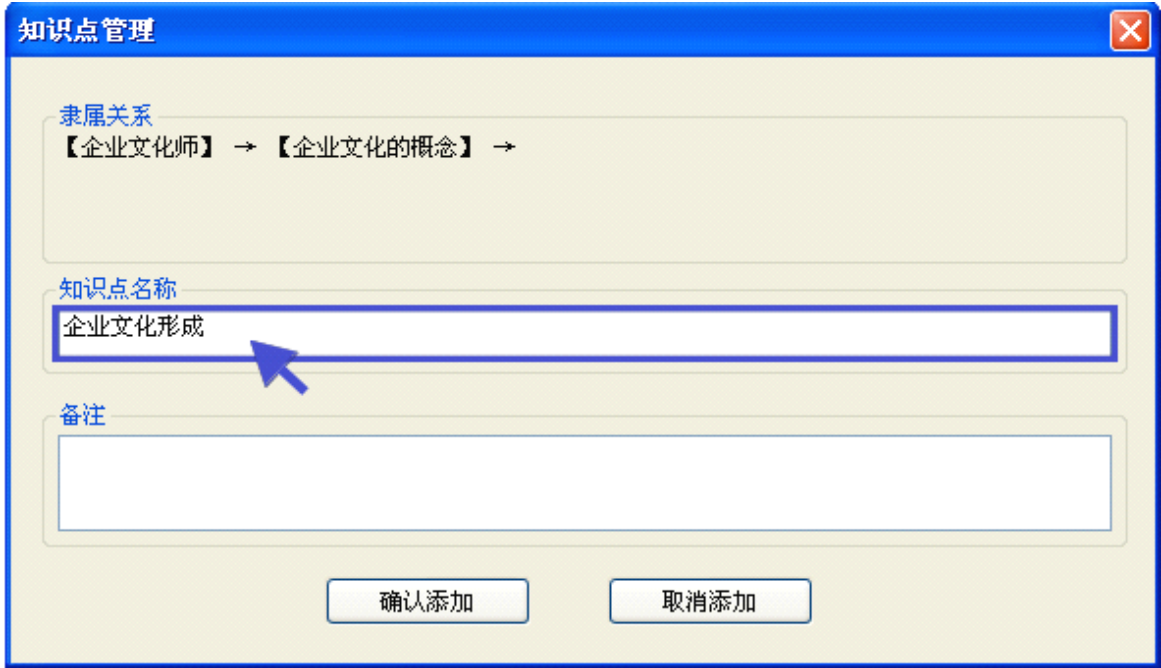 知识点管理
隶属关系
【企业文化师】 → 【企业文化的概念】 →
知识点名称
企业文化形成
备注
确认添加 取消添加